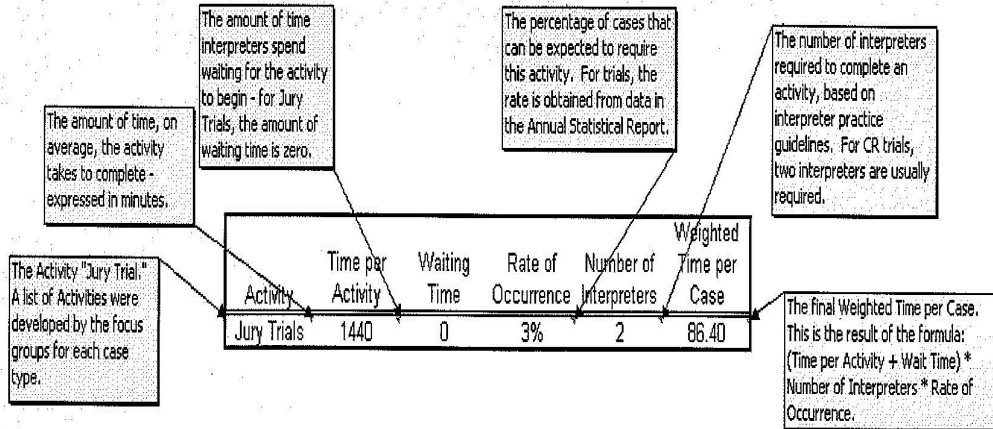 The amount of time
interpreters spend
waiting for the activity
to begin - for Jury
Trials, the amount of
waiting time is zero.
The percentage of cases that
can be expected to require
this activity. For trials, the
rate is obtained from data in
the Annual Statistical Report.
The number of interpreters
required to complete an
activity, based on
interpreter practice
guidelines. For CR trials,
two interpreters are usually
required.
The amount of time, on
average, the activity
takes to complete -
expressed in minutes.
The Activity "Jury Trial."
A list of Activities were
developed by the focus
groups for each case
type.
Weighted
Time per Waiting Rate of Number of Time per
Activity Activity Time Occurrence Interpreters Case
Jury Trials 1440 0 3% 2 86.40
The final Weighted Time per Case.
This is the result of the formula:
(Time per Activity + Wait Time) *
Number of Interpreters * Rate of
Occurrence.